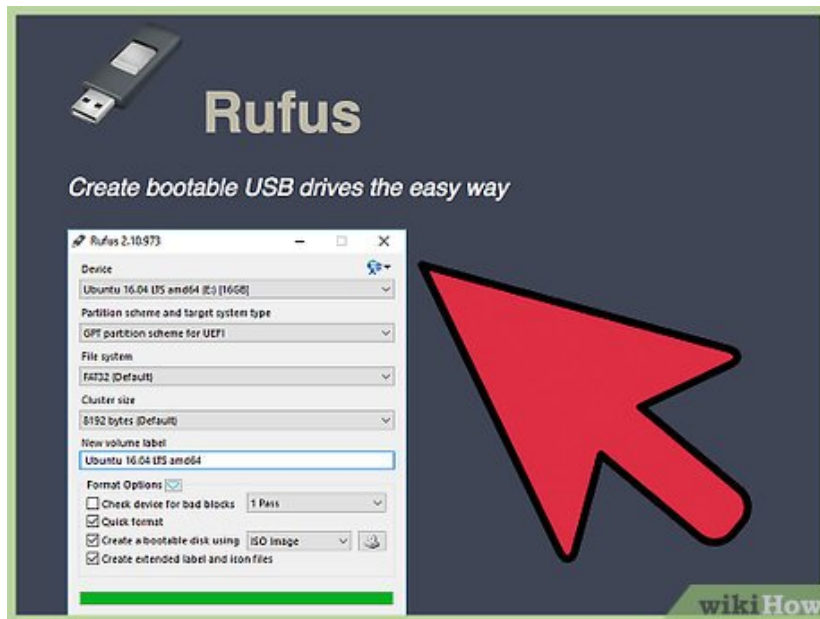 Rufus
Create bootable USB drives the easy way
Rufus 2.10.973
Device
Ubuntu 16.04 LTS amd64 (E:) [16GB]
Partition scheme and target system type
GPT partition scheme for UEFI
File system
FAT32 (Default)
Cluster size
8192 bytes (Default)
New volume label
Ubuntu 16.04 LTS amd64
Format Options
Check device for bad blocks 1 Pass
Quick format
Create a bootable disk using ISO Image
Create extended label and icon files
wikiHow